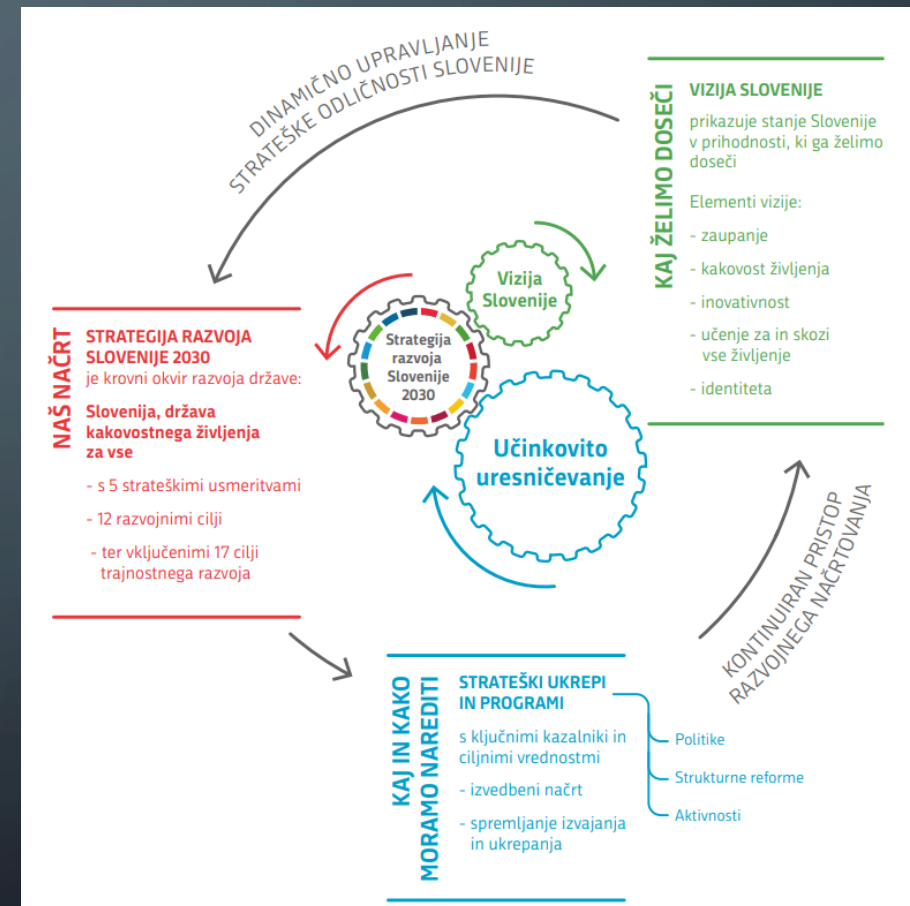 DINAMIČNO UPRAVLJANJE
STRATEŠKE ODLIČNOSTI SLOVENIJE
KAJ ŽELIMO DOSEČI
VIZIJA SLOVENIJE
prikazuje stanje Slovenije
v prihodnosti, ki ga želimo
doseči
Elementi vizije:
- zaupanje
- kakovost življenja
- inovativnost
- učenje za in skozi
vse življenje
- identiteta
Vizija
Slovenije
Strategija
razvoja
Slovenije
2030
Učinkovito
uresničevanje
NAŠ NAČRT
STRATEGIJA RAZVOJA
SLOVENIJE 2030
je krovni okvir razvoja države:
Slovenija, država
kakovostnega življenja
za vse
- s 5 strateškimi usmeritvami
- 12 razvojnimi cilji
- ter vključenimi 17 cilji
trajnostnega razvoja
KONTINUIRAN PRISTOP
RAZVOJNEGA NAČRTOVANJA
KAJ IN KAKO
MORAMO NAREDITI
STRATEŠKI UKREPI
IN PROGRAMI
s ključnimi kazalniki in
ciljnimi vrednostmi
- izvedbeni načrt
- spremljanje izvajanja
in ukrepanja
Politike
Strukturne reforme
Aktivnosti